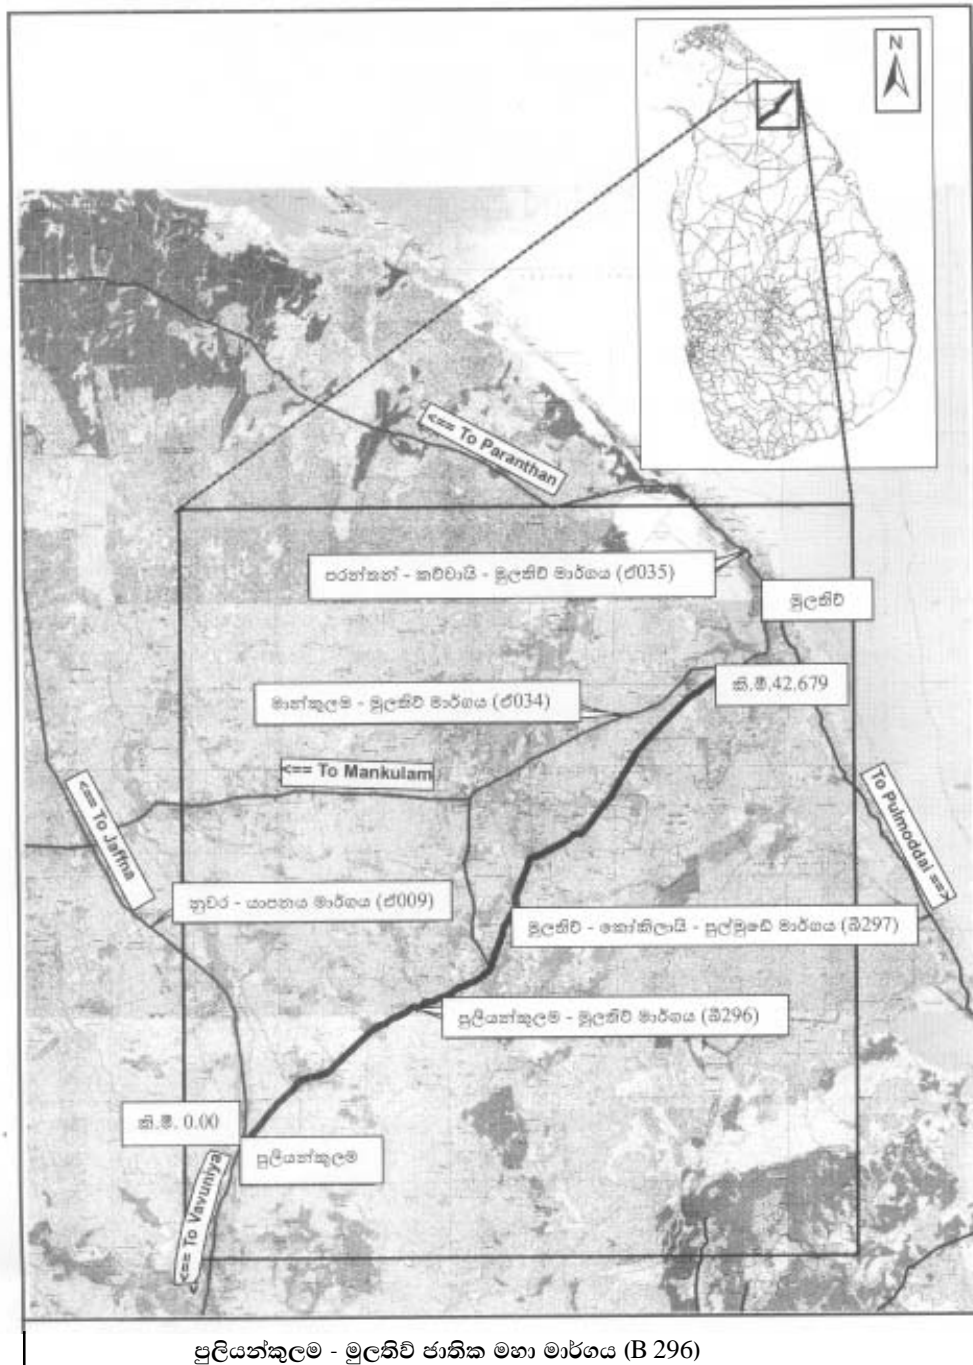 N
<== To Paranthan
පරන්තන් - කච්චායි - මුලතිව් මාර්ගය (ඒ035)
මුලතිව්
කි.මී.42.679
මාන්කුලම - මුලතිව් මාර්ගය (ඒ034)
<== To Mankulam
<== To Jaffna
To Pulmoddai ==>
නුවර - යාපනය මාර්ගය (ඒ009)
මුලතිව් - කෝකිලායි - පුල්මුඩේ මාර්ගය (බී297)
පුලියන්කුලම - මුලතිව් මාර්ගය (බී296)
කි.මී. 0.00
පුලියන්කුලම
<== To Vavuniya
පුලියන්කුලම - මුලතිව් ජාතික මහා මාර්ගය (B 296)